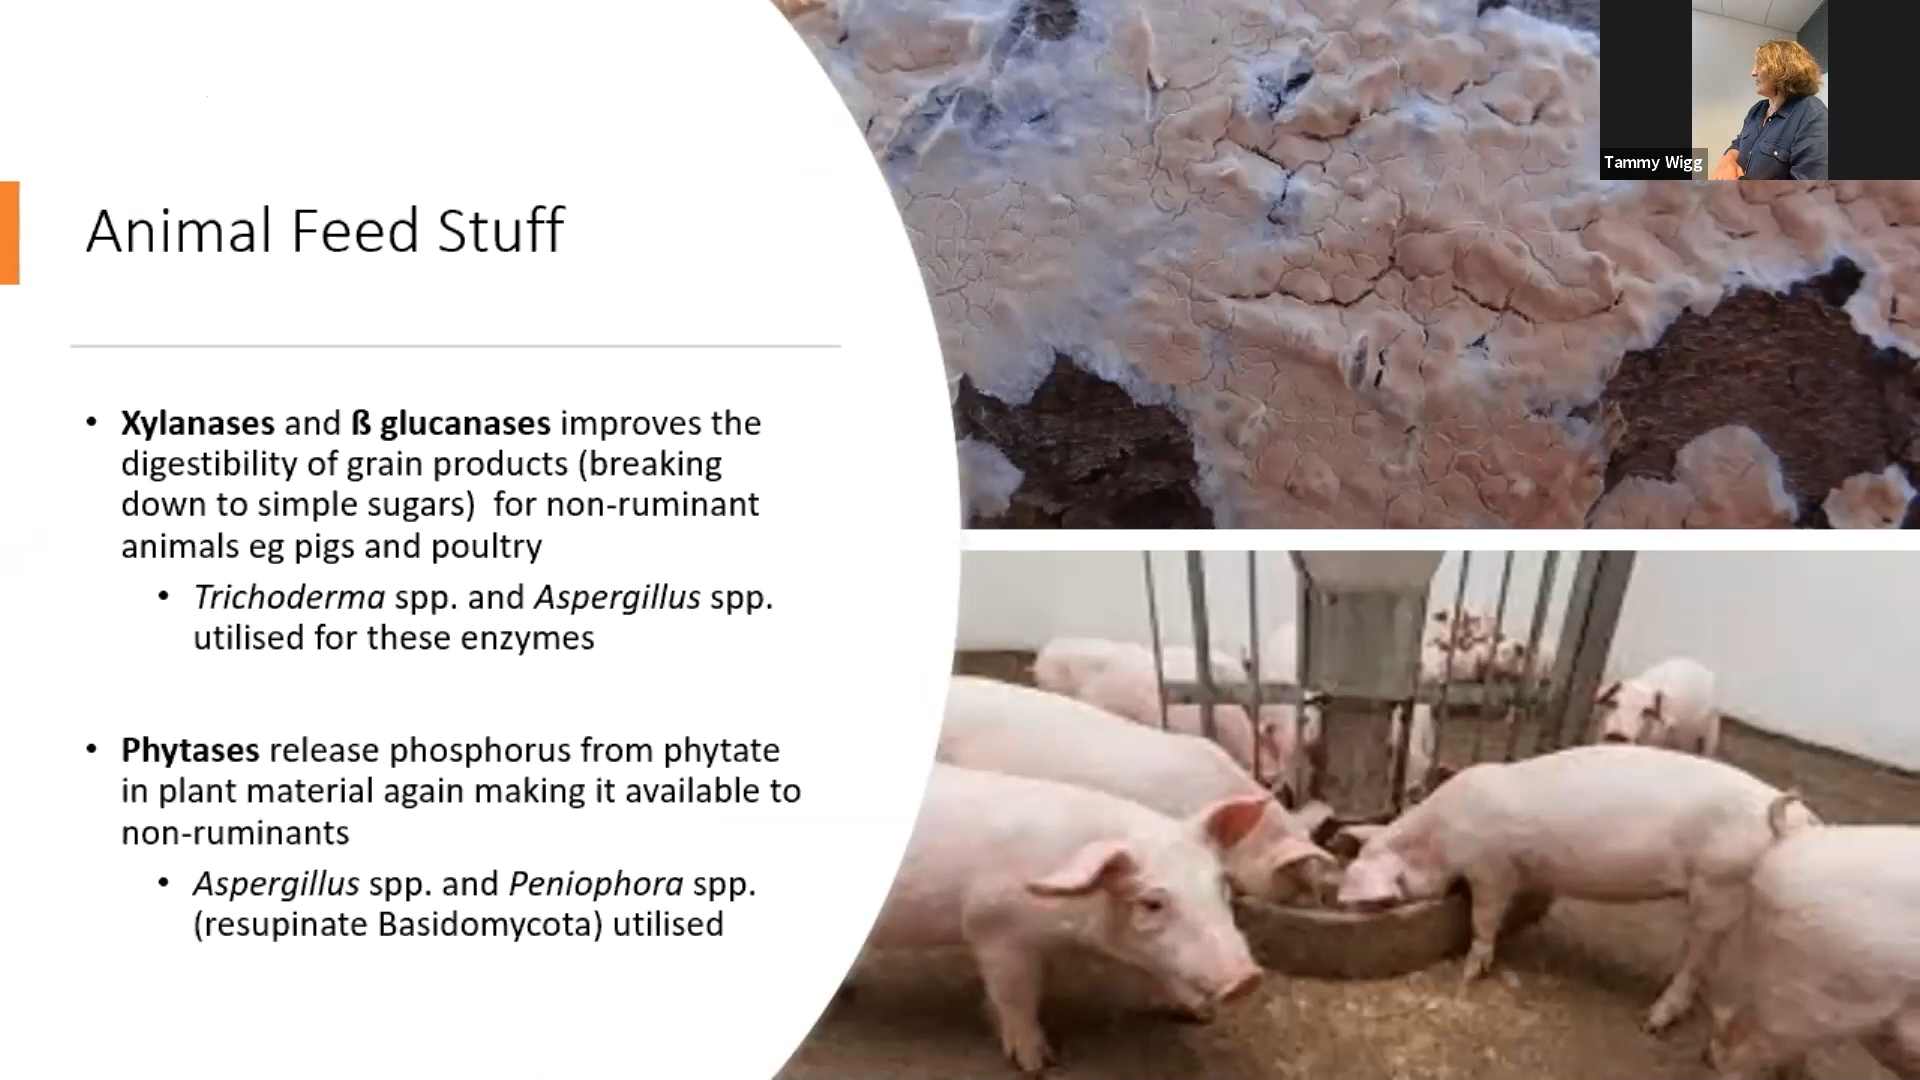 Tammy Wigg
Animal Feed Stuff
• Xylanases and ß glucanases improves the
digestibility of grain products (breaking
down to simple sugars)  for non-ruminant
animals eg pigs and poultry
• Trichoderma spp. and Aspergillus spp.
utilised for these enzymes
• Phytases release phosphorus from phytate
in plant material again making it available to
non-ruminants
• Aspergillus spp. and Peniophora spp.
(resupinate Basidomycota) utilised